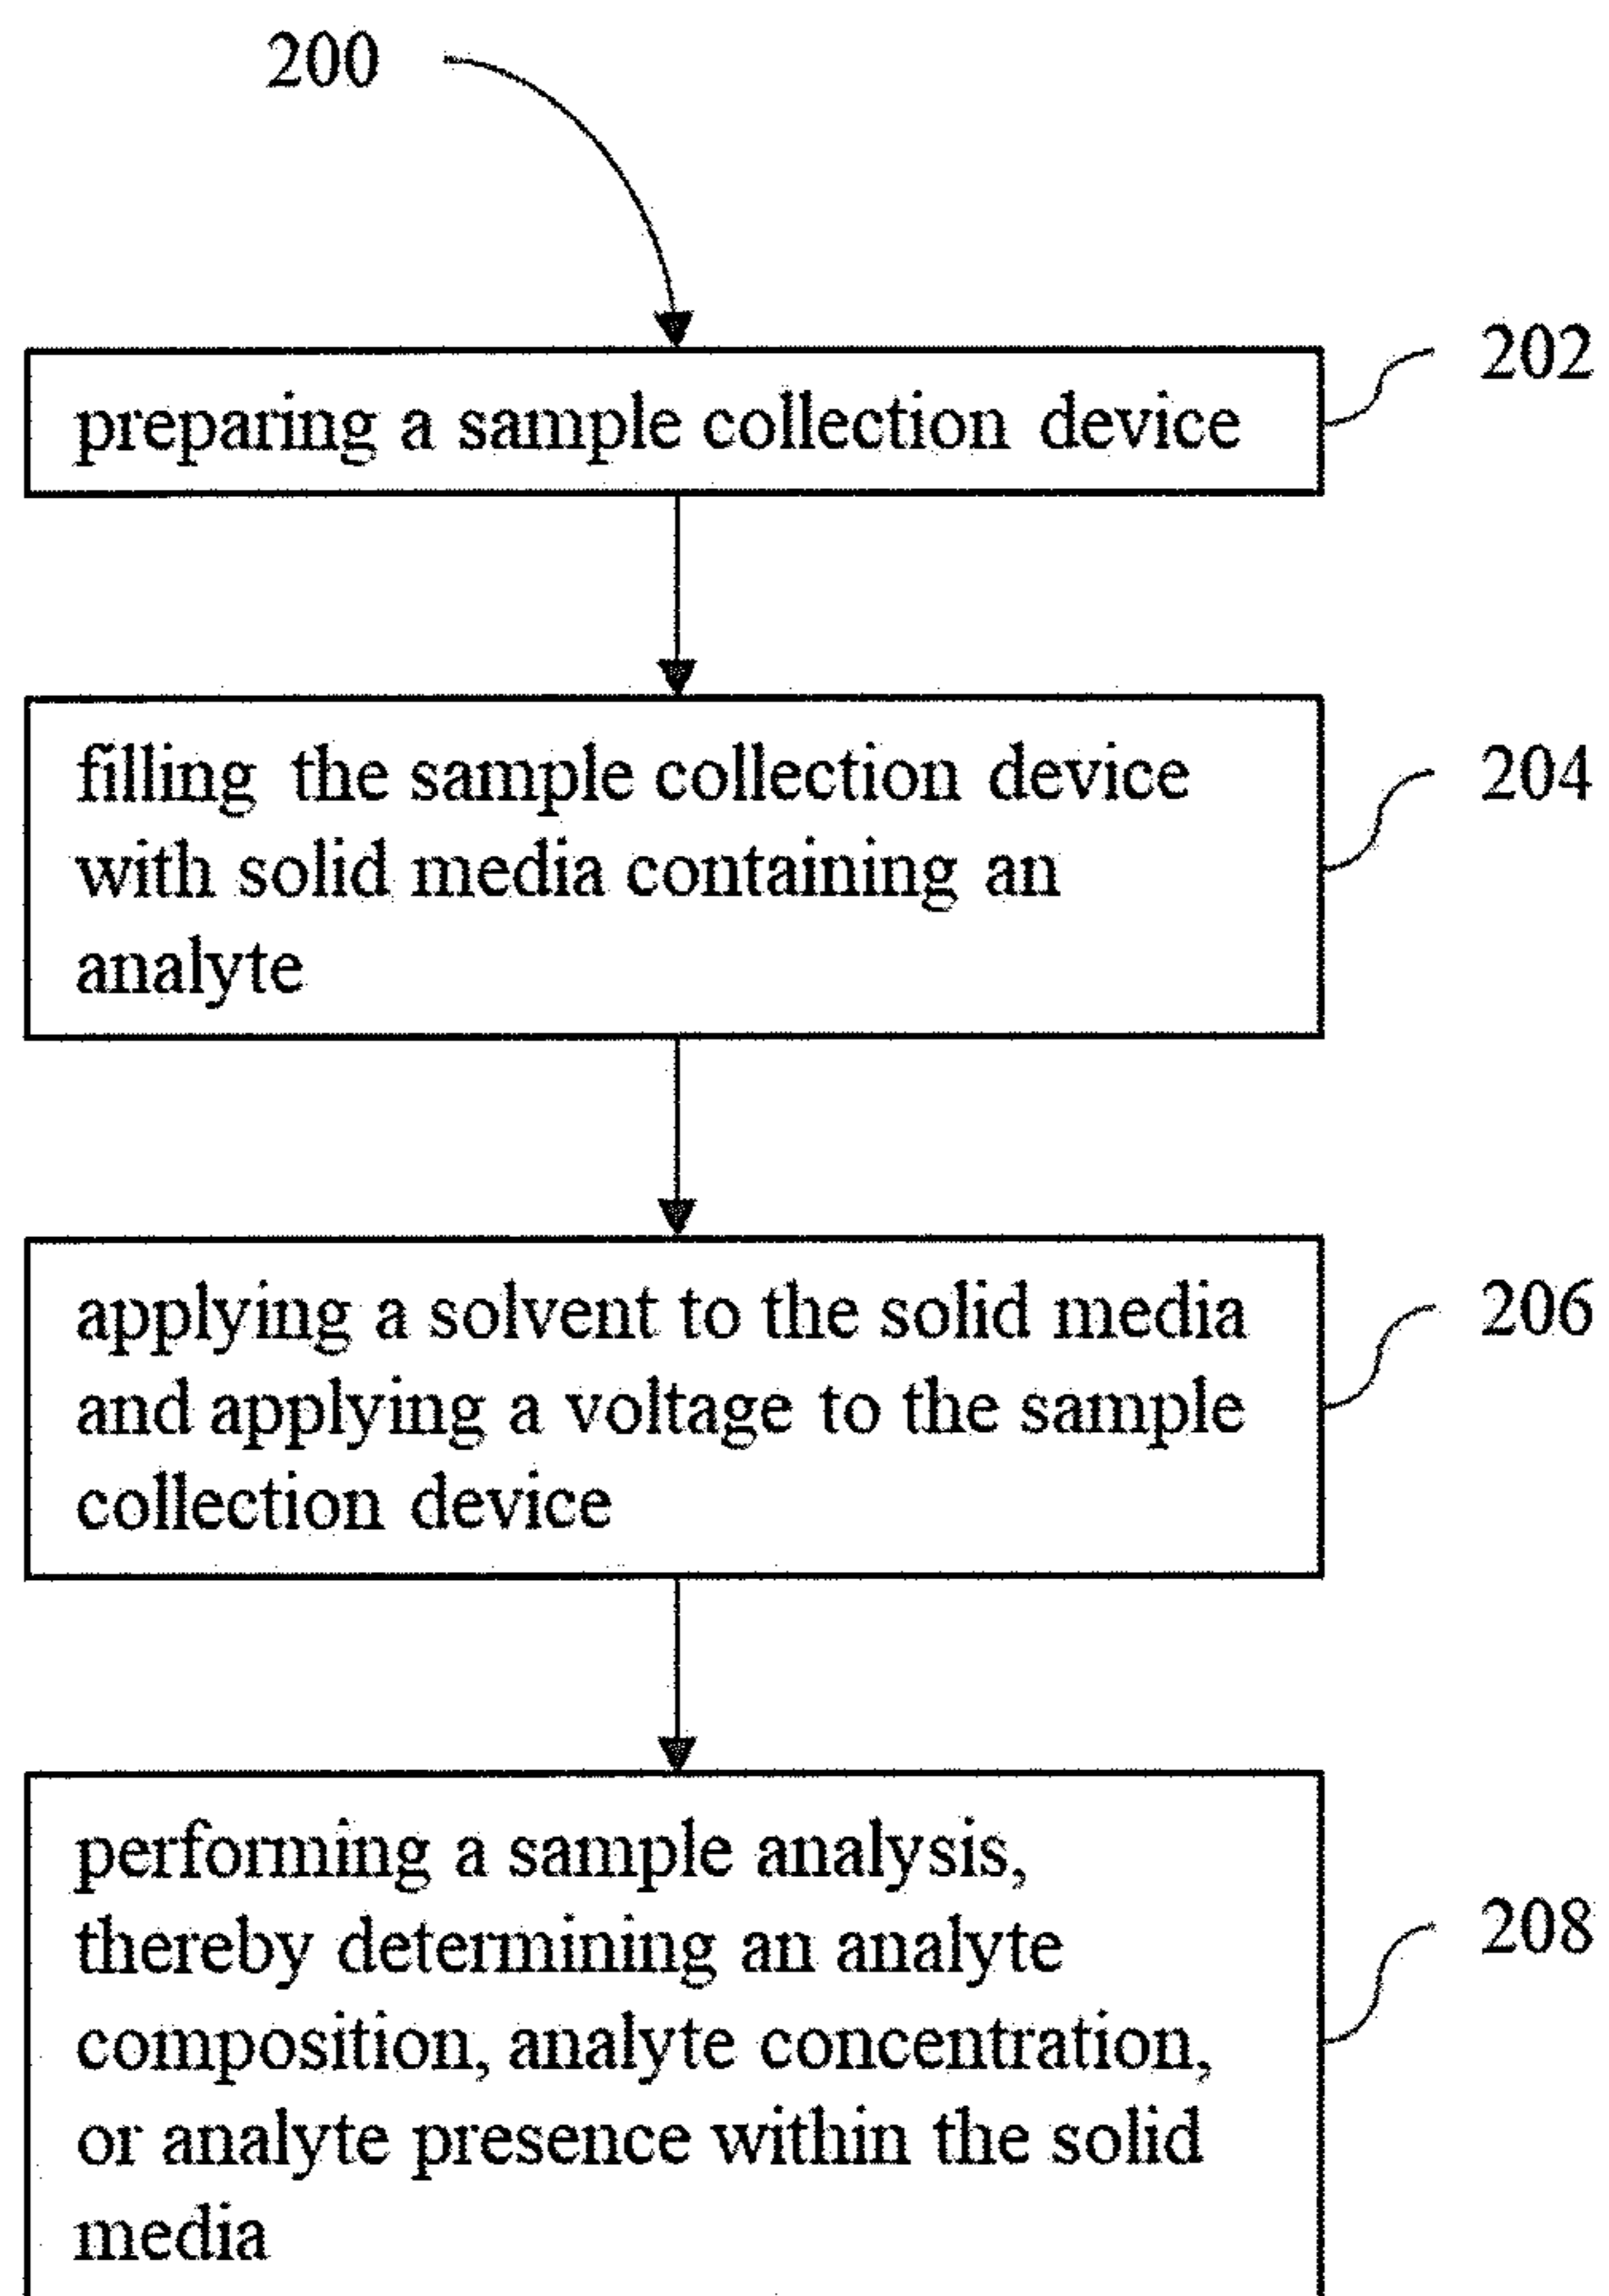 200
202
preparing a sample collection device
204
filling the sample collection device
with solid media containing an
analyte
206
applying a solvent to the solid media
and applying a voltage to the sample
collection device
208
performing a sample analysis,
thereby determining an analyte
composition, analyte concentration,
or analyte presence within the solid
media